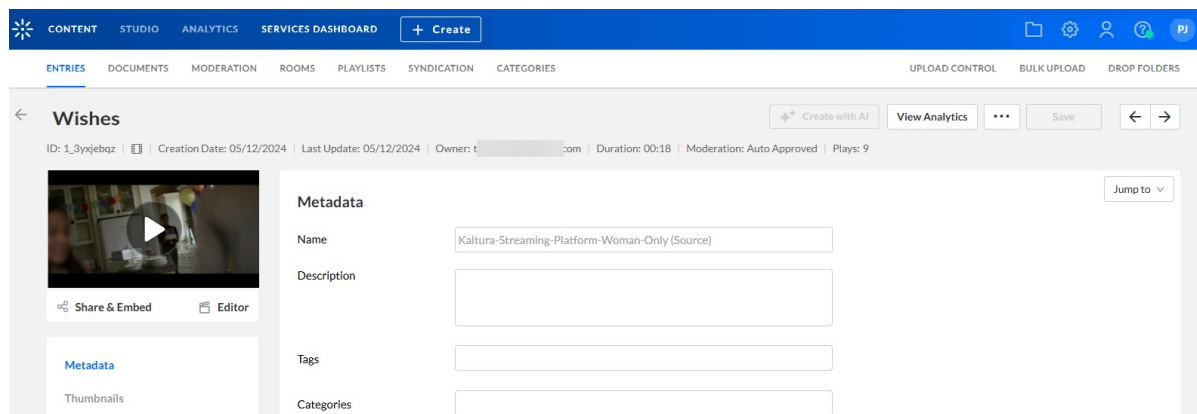 CONTENT STUDIO ANALYTICS SERVICES DASHBOARD + Create PJ
ENTRIES DOCUMENTS MODERATION ROOMS PLAYLISTS SYNDICATION CATEGORIES UPLOAD CONTROL BULK UPLOAD DROP FOLDERS
Wishes Create with AI View Analytics ••• Save
ID: 1_3yxjebqz | Creation Date: 05/12/2024 | Last Update: 05/12/2024 | Owner: t com | Duration: 00:18 | Moderation: Auto Approved | Plays: 9
Jump to
Metadata
Name Kaltura-Streaming-Platform-Woman-Only (Source)
Description
Share & Embed Editor
Tags
Metadata
Thumbnails
Categories